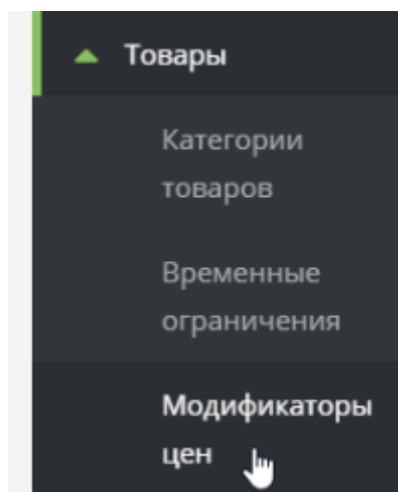 Товары
Категории
товаров
Временные
ограничения
Модификаторы
цен